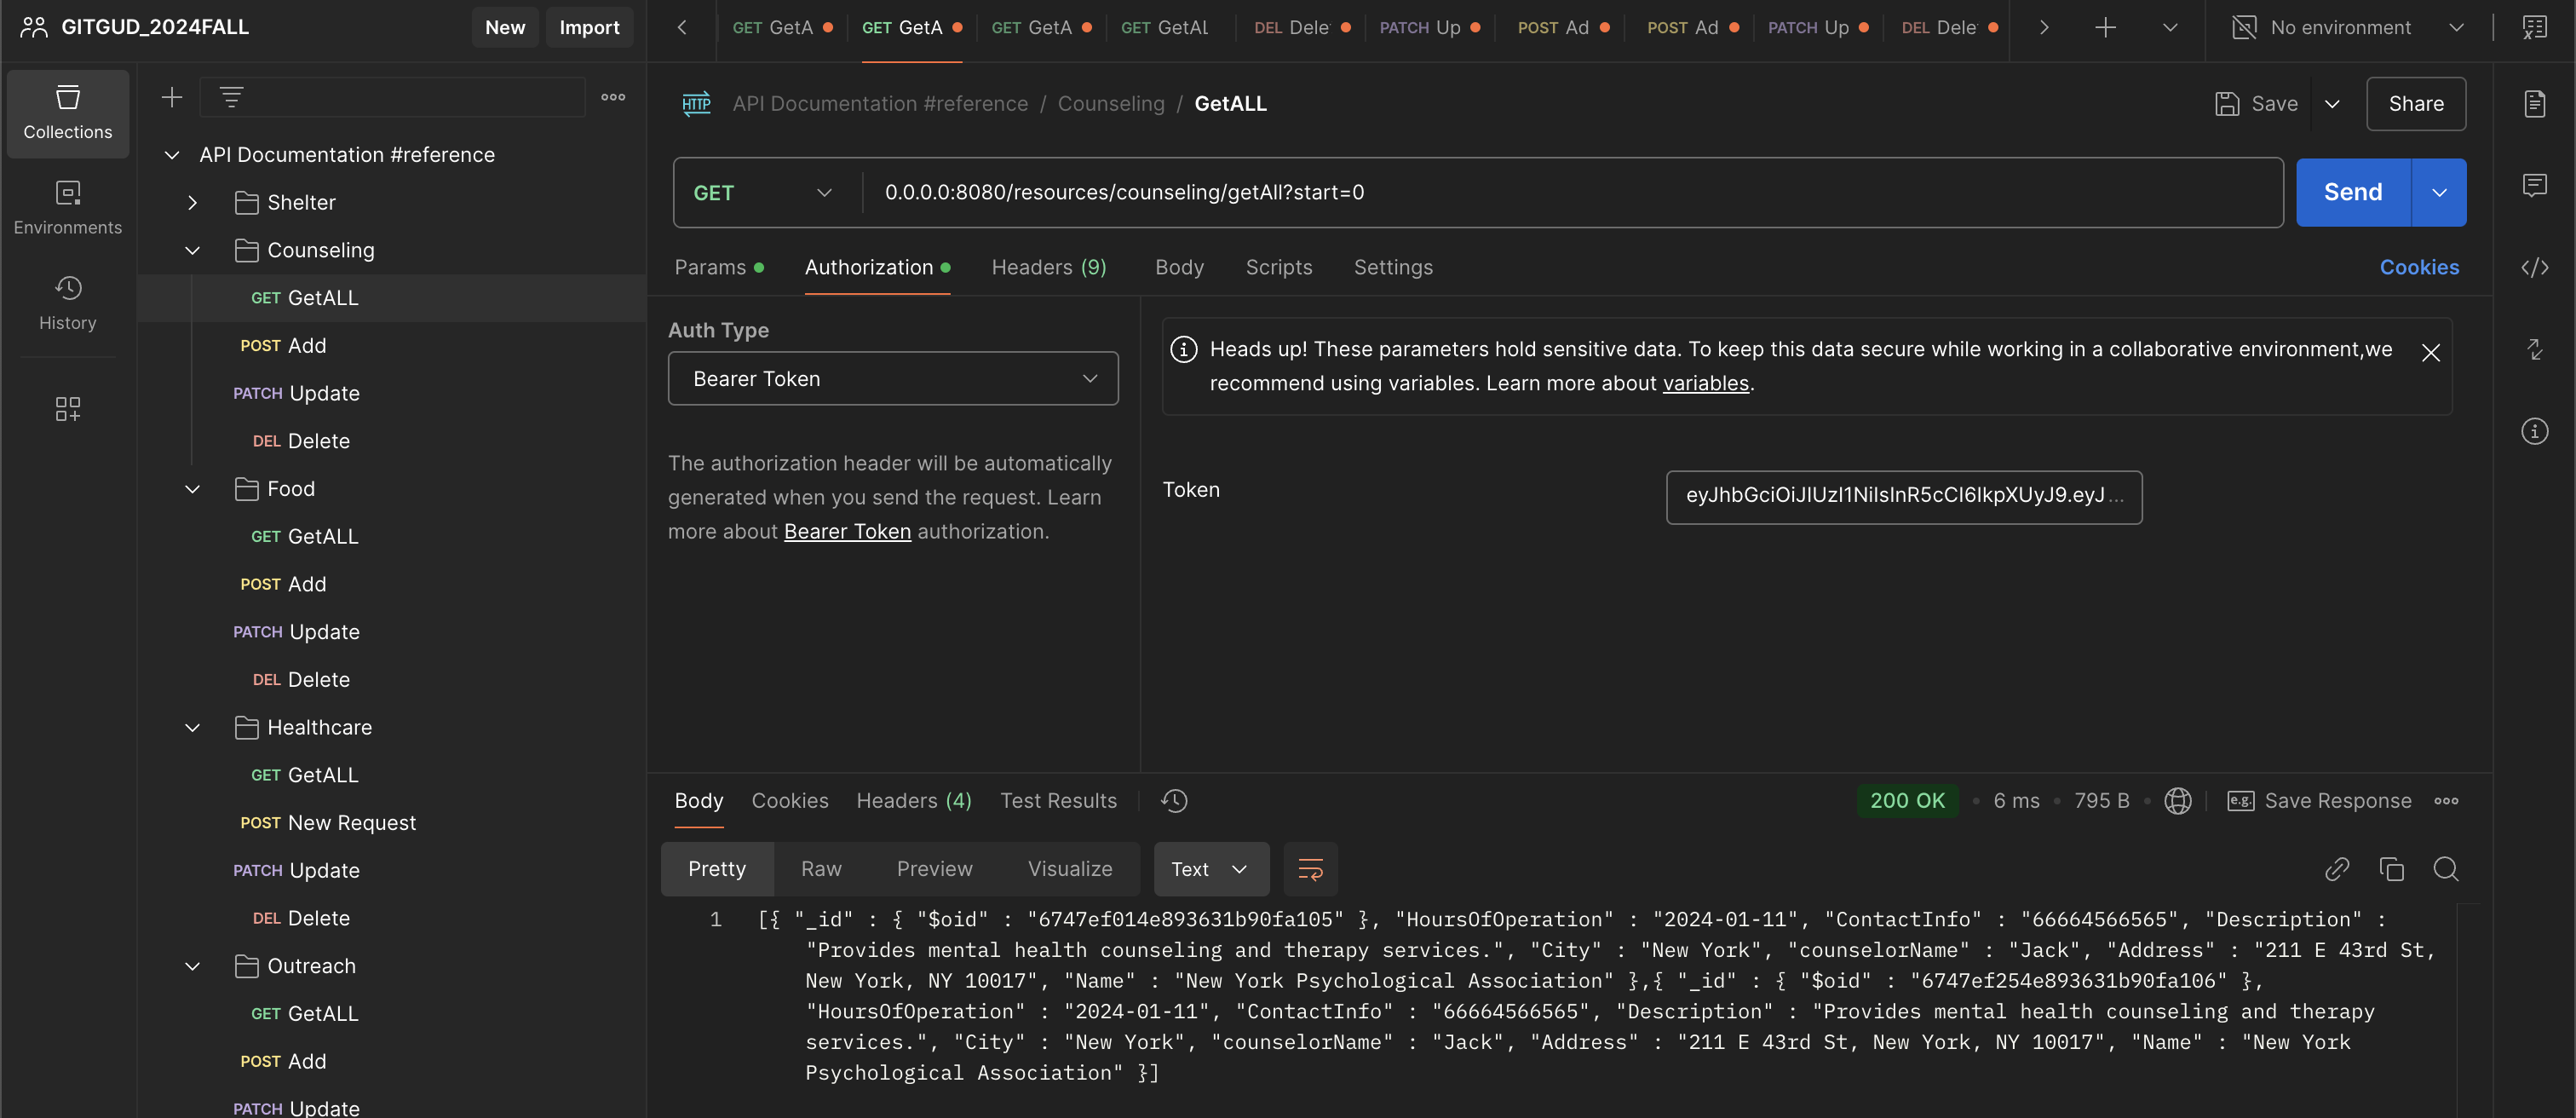 GITGUD_2024FALL
New
Import
GET GetA
GET GetA
GET GetA
GET GetAL
DEL Dele
PATCH Up
POST Ad
POST Ad
PATCH Up
DEL Dele
No environment
Collections
Environments
History
API Documentation #reference
Shelter
Counseling
GET GetALL
POST Add
PATCH Update
DEL Delete
Food
GET GetALL
POST Add
PATCH Update
DEL Delete
Healthcare
GET GetALL
POST New Request
PATCH Update
DEL Delete
Outreach
GET GetALL
POST Add
PATCH Update
HTTP
API Documentation #reference / Counseling / GetALL
Save
Share
GET
0.0.0.0:8080/resources/counseling/getAll?start=0
Send
Params
Authorization
Headers (9)
Body
Scripts
Settings
Cookies
Auth Type
Bearer Token
The authorization header will be automatically
generated when you send the request. Learn
more about Bearer Token authorization.
Heads up! These parameters hold sensitive data. To keep this data secure while working in a collaborative environment,we
recommend using variables. Learn more about variables.
Token
eyJhbGciOiJIUzI1NiIsInR5cCI6IkpXUyJ9.eyJ...
Body
Cookies
Headers (4)
Test Results
200 OK
6 ms
795 B
e.g.
Save Response
Pretty
Raw
Preview
Visualize
Text
1
[{ "_id" : { "$oid" : "6747ef014e893631b90fa105" }, "HoursOfOperation" : "2024-01-11", "ContactInfo" : "66664566565", "Description" :
"Provides mental health counseling and therapy services.", "City" : "New York", "counselorName" : "Jack", "Address" : "211 E 43rd St,
New York, NY 10017", "Name" : "New York Psychological Association" },{ "_id" : { "$oid" : "6747ef254e893631b90fa106" },
"HoursOfOperation" : "2024-01-11", "ContactInfo" : "66664566565", "Description" : "Provides mental health counseling and therapy
services.", "City" : "New York", "counselorName" : "Jack", "Address" : "211 E 43rd St, New York, NY 10017", "Name" : "New York
Psychological Association" }]